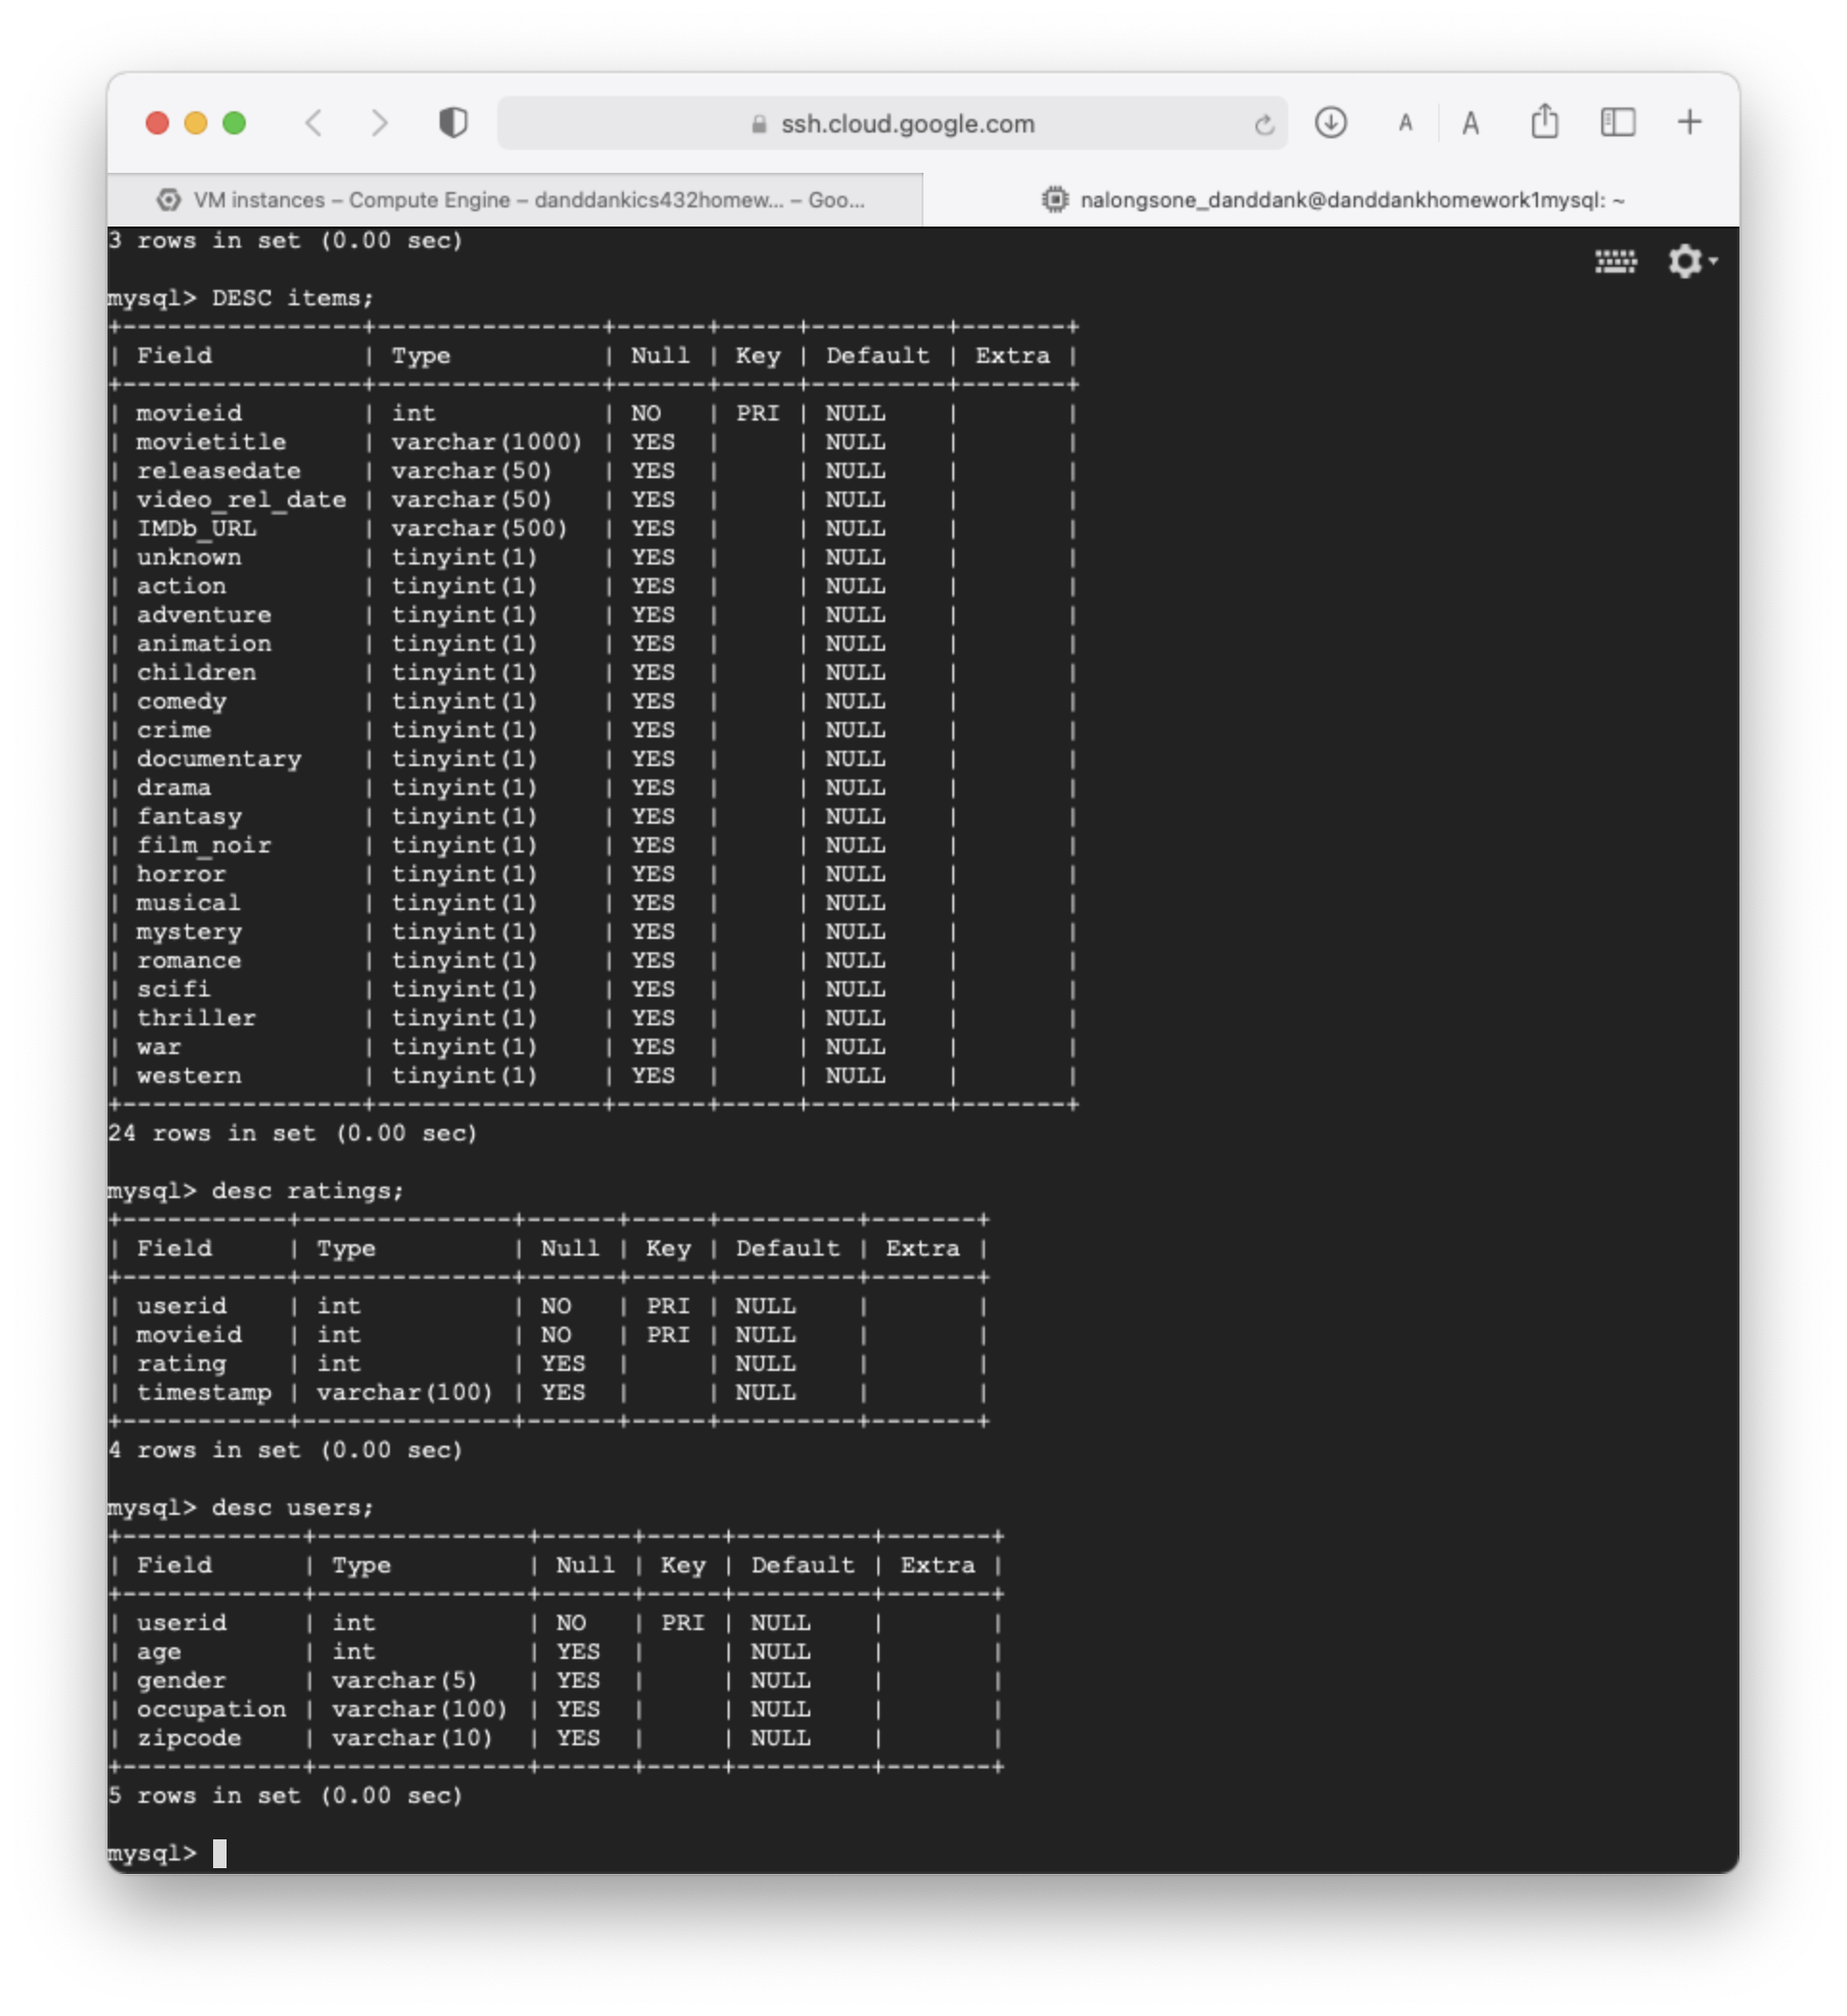 ssh.cloud.google.com
A A
VM instances – Compute Engine – danddankics432homew... – Goo...
nalongsone_danddank@danddankhomework1mysql: ~
3 rows in set (0.00 sec)
mysql> DESC items;
+----------------+---------------+------+-----+---------+-------+
| Field          | Type          | Null | Key | Default | Extra |
+----------------+---------------+------+-----+---------+-------+
| movieid        | int           | NO   | PRI | NULL    |       |
| movietitle     | varchar(1000) | YES  |     | NULL    |       |
| releasedate    | varchar(50)   | YES  |     | NULL    |       |
| video_rel_date | varchar(50)   | YES  |     | NULL    |       |
| IMDb_URL       | varchar(500)  | YES  |     | NULL    |       |
| unknown        | tinyint(1)    | YES  |     | NULL    |       |
| action         | tinyint(1)    | YES  |     | NULL    |       |
| adventure      | tinyint(1)    | YES  |     | NULL    |       |
| animation      | tinyint(1)    | YES  |     | NULL    |       |
| children       | tinyint(1)    | YES  |     | NULL    |       |
| comedy         | tinyint(1)    | YES  |     | NULL    |       |
| crime          | tinyint(1)    | YES  |     | NULL    |       |
| documentary    | tinyint(1)    | YES  |     | NULL    |       |
| drama          | tinyint(1)    | YES  |     | NULL    |       |
| fantasy        | tinyint(1)    | YES  |     | NULL    |       |
| film_noir      | tinyint(1)    | YES  |     | NULL    |       |
| horror         | tinyint(1)    | YES  |     | NULL    |       |
| musical        | tinyint(1)    | YES  |     | NULL    |       |
| mystery        | tinyint(1)    | YES  |     | NULL    |       |
| romance        | tinyint(1)    | YES  |     | NULL    |       |
| scifi          | tinyint(1)    | YES  |     | NULL    |       |
| thriller       | tinyint(1)    | YES  |     | NULL    |       |
| war            | tinyint(1)    | YES  |     | NULL    |       |
| western        | tinyint(1)    | YES  |     | NULL    |       |
+----------------+---------------+------+-----+---------+-------+
24 rows in set (0.00 sec)
mysql> desc ratings;
+-----------+--------------+------+-----+---------+-------+
| Field     | Type         | Null | Key | Default | Extra |
+-----------+--------------+------+-----+---------+-------+
| userid    | int          | NO   | PRI | NULL    |       |
| movieid   | int          | NO   | PRI | NULL    |       |
| rating    | int          | YES  |     | NULL    |       |
| timestamp | varchar(100) | YES  |     | NULL    |       |
+-----------+--------------+------+-----+---------+-------+
4 rows in set (0.00 sec)
mysql> desc users;
+------------+--------------+------+-----+---------+-------+
| Field      | Type         | Null | Key | Default | Extra |
+------------+--------------+------+-----+---------+-------+
| userid     | int          | NO   | PRI | NULL    |       |
| age        | int          | YES  |     | NULL    |       |
| gender     | varchar(5)   | YES  |     | NULL    |       |
| occupation | varchar(100) | YES  |     | NULL    |       |
| zipcode    | varchar(10)  | YES  |     | NULL    |       |
+------------+--------------+------+-----+---------+-------+
5 rows in set (0.00 sec)
mysql>